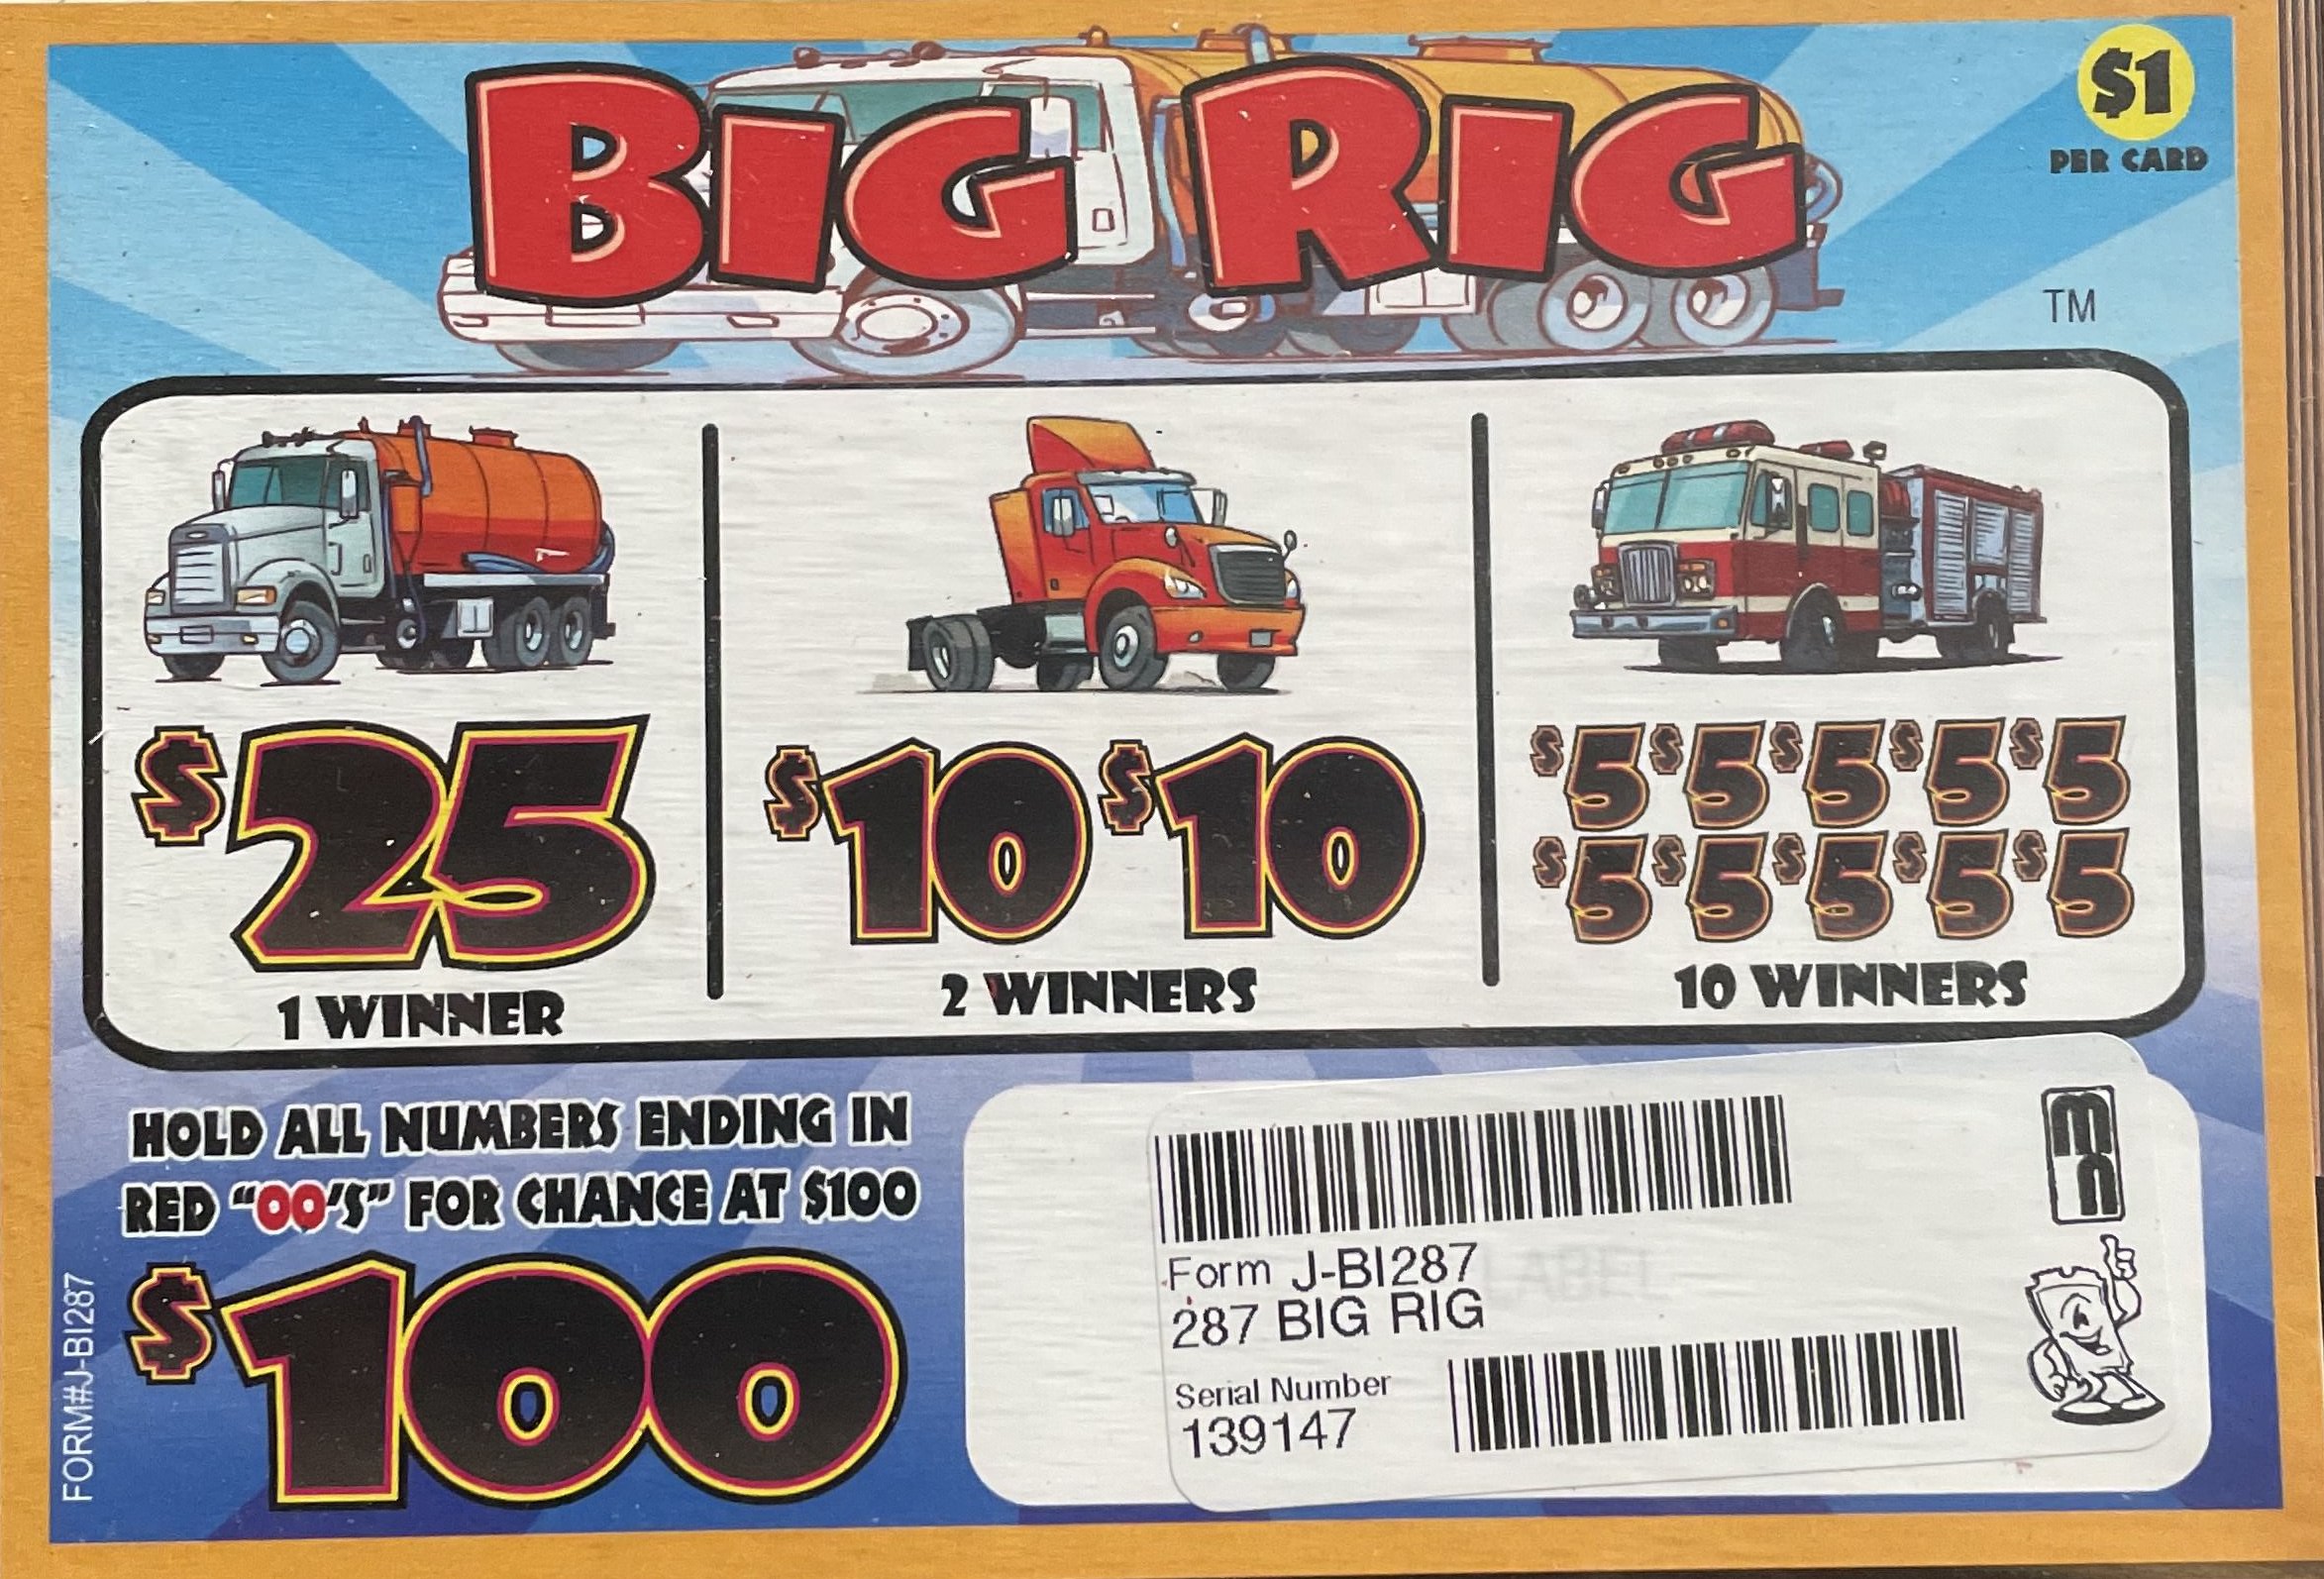 BIG RIG
$1
PER CARD
TM
$25
1 WINNER
$10 $10
2 WINNERS
$5 $5 $5 $5 $5
$5 $5 $5 $5 $5
10 WINNERS
HOLD ALL NUMBERS ENDING IN
RED "00'S" FOR CHANCE AT $100
$100
FORM#J-BI287
mn
Form J-BI287
LABEL
287 BIG RIG
Serial Number
139147